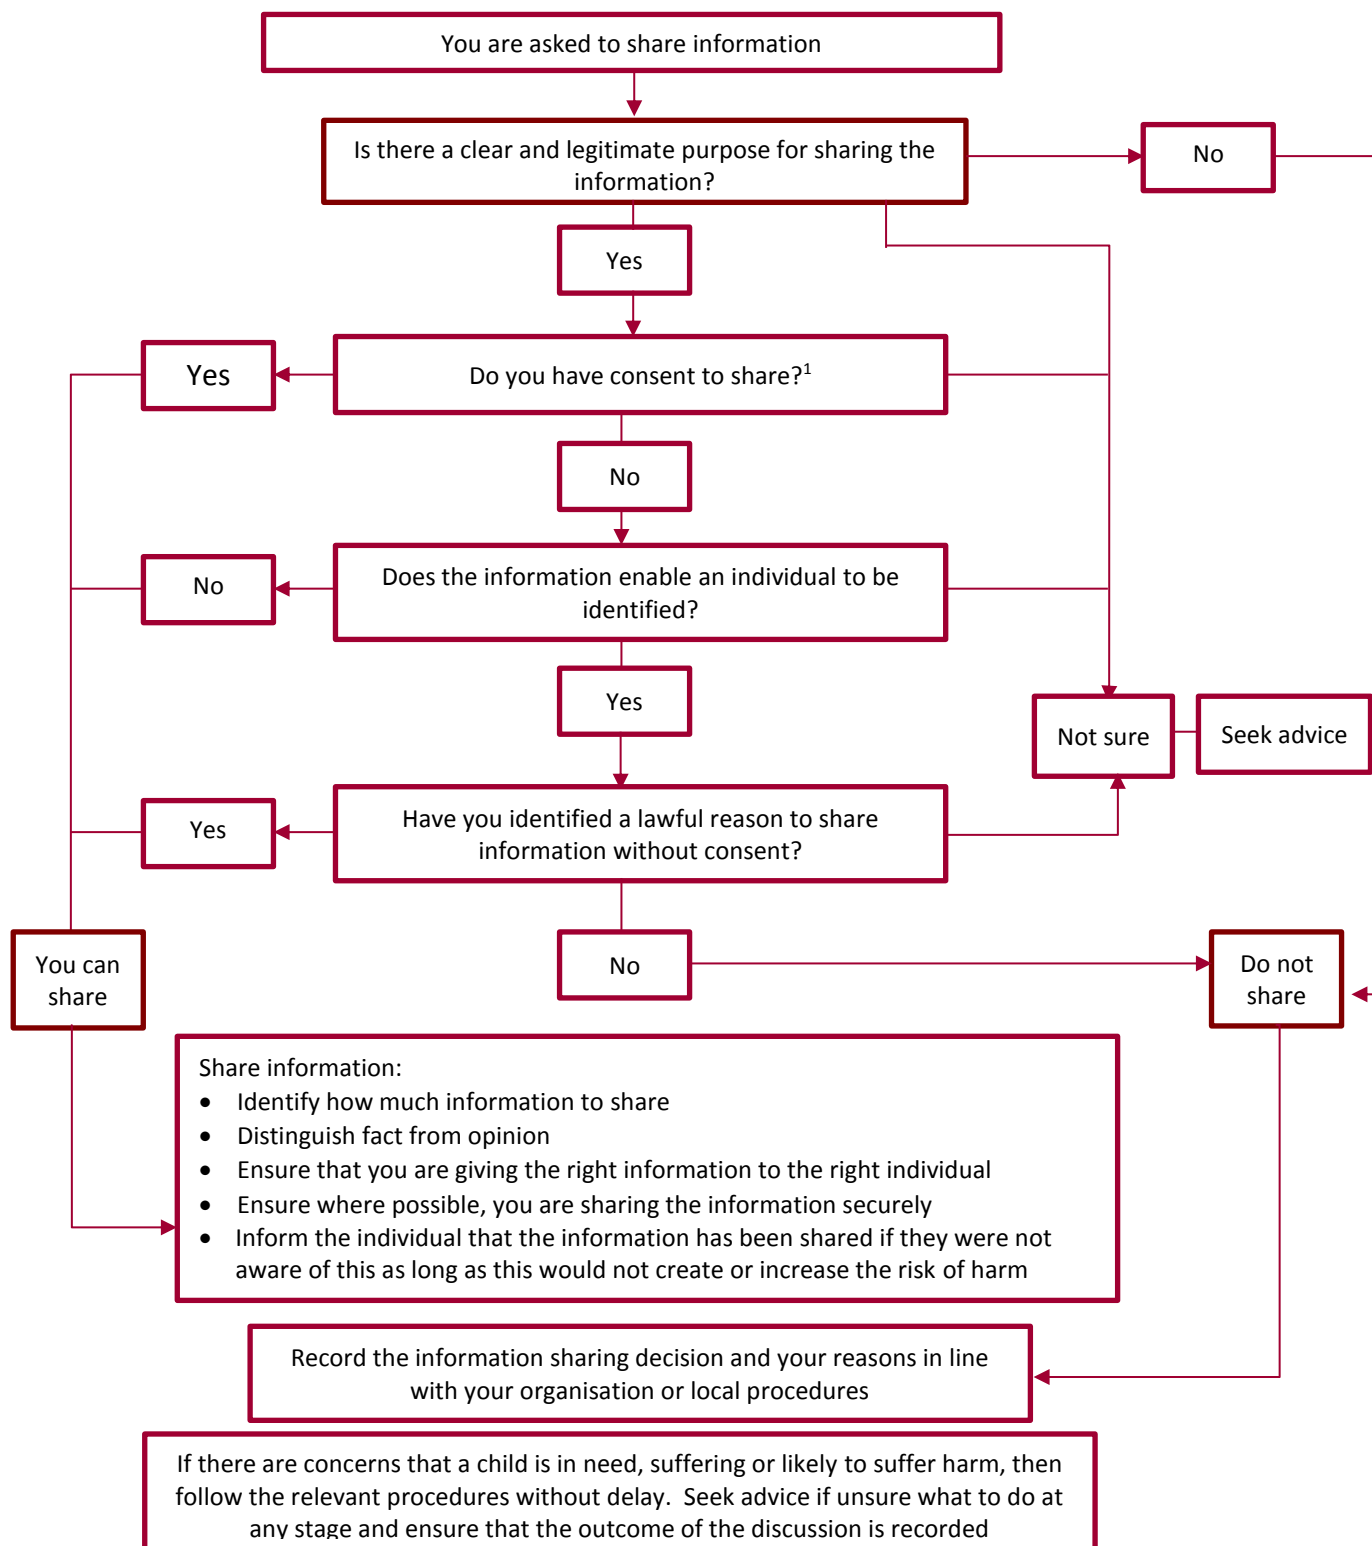 You are asked to share information
Is there a clear and legitimate purpose for sharing the
information?
No
Yes
Yes
Do you have consent to share?1
No
No
Does the information enable an individual to be
identified?
Yes
Not sure
Seek advice
Yes
Have you identified a lawful reason to share
information without consent?
You can
share
No
Do not
share
Share information:
• Identify how much information to share
• Distinguish fact from opinion
• Ensure that you are giving the right information to the right individual
• Ensure where possible, you are sharing the information securely
• Inform the individual that the information has been shared if they were not
aware of this as long as this would not create or increase the risk of harm
Record the information sharing decision and your reasons in line
with your organisation or local procedures
If there are concerns that a child is in need, suffering or likely to suffer harm, then
follow the relevant procedures without delay.  Seek advice if unsure what to do at
any stage and ensure that the outcome of the discussion is recorded